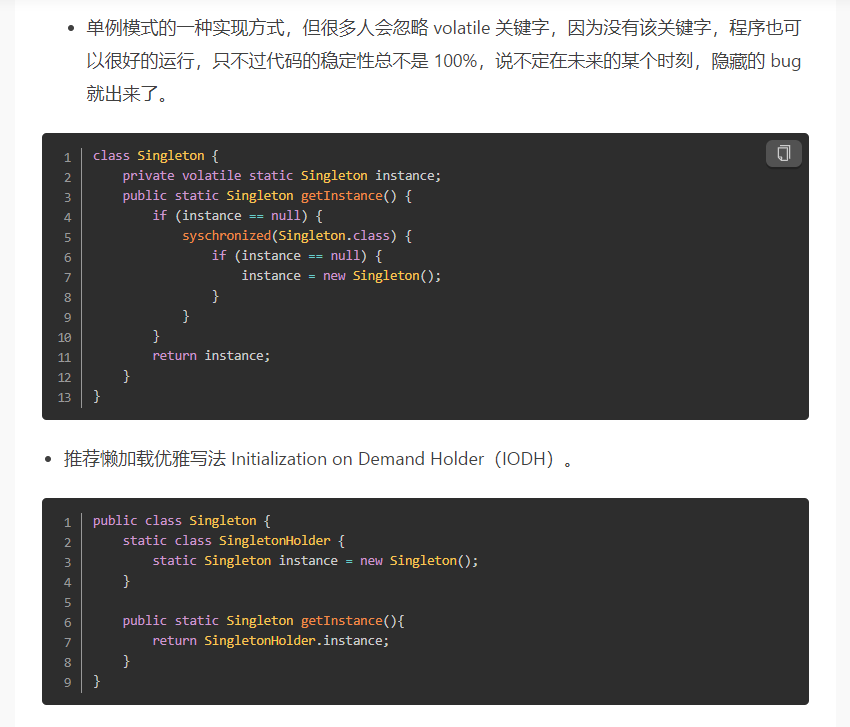 • 单例模式的一种实现方式，但很多人会忽略 volatile 关键字，因为没有该关键字，程序也可
以很好的运行，只不过代码的稳定性总不是 100%，说不定在未来的某个时刻，隐藏的 bug
就出来了。
1 class Singleton {
2     private volatile static Singleton instance;
3     public static Singleton getInstance() {
4         if (instance == null) {
5             syschronized(Singleton.class) {
6                 if (instance == null) {
7                     instance = new Singleton();
8                 }
9             }
10         }
11         return instance;
12     }
13 }
• 推荐懒加载优雅写法 Initialization on Demand Holder（IODH）。
1 public class Singleton {
2     static class SingletonHolder {
3         static Singleton instance = new Singleton();
4     }
5
6     public static Singleton getInstance(){
7         return SingletonHolder.instance;
8     }
9 }